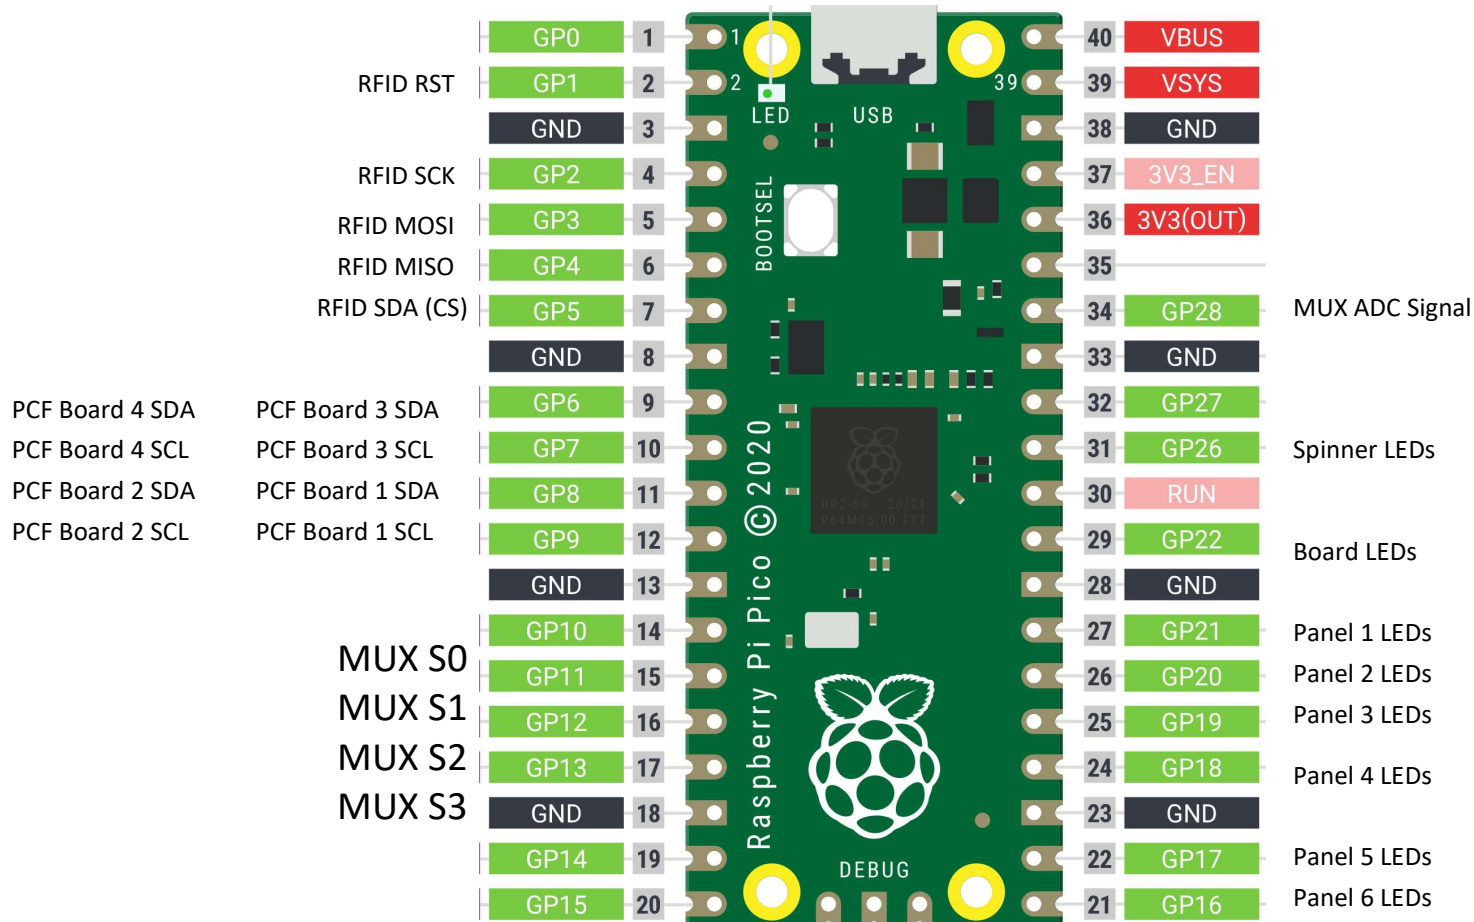 GP0 1 1 40 VBUS
RFID RST GP1 2 2 39 39 VSYS
LED USB
GND 3 38 GND
RFID SCK GP2 4 37 3V3_EN
RFID MOSI GP3 5 36 3V3(OUT)
BOOTSEL
RFID MISO GP4 6 35
RFID SDA (CS) GP5 7 34 GP28 MUX ADC Signal
GND 8 33 GND
PCF Board 4 SDA PCF Board 3 SDA GP6 9 32 GP27
PCF Board 4 SCL PCF Board 3 SCL GP7 10 31 GP26 Spinner LEDs
PCF Board 2 SDA PCF Board 1 SDA GP8 11 30 RUN
RP2-B0 20/21
P64M15.00 TTT
PCF Board 2 SCL PCF Board 1 SCL GP9 12 29 GP22 Board LEDs
GND 13 28 GND
Raspberry Pi Pico ©2020
GP10 14 27 GP21 Panel 1 LEDs
MUX S0 GP11 15 26 GP20 Panel 2 LEDs
MUX S1 GP12 16 25 GP19 Panel 3 LEDs
MUX S2 GP13 17 24 GP18 Panel 4 LEDs
MUX S3 GND 18 23 GND
GP14 19 22 GP17 Panel 5 LEDs
DEBUG
GP15 20 21 GP16 Panel 6 LEDs